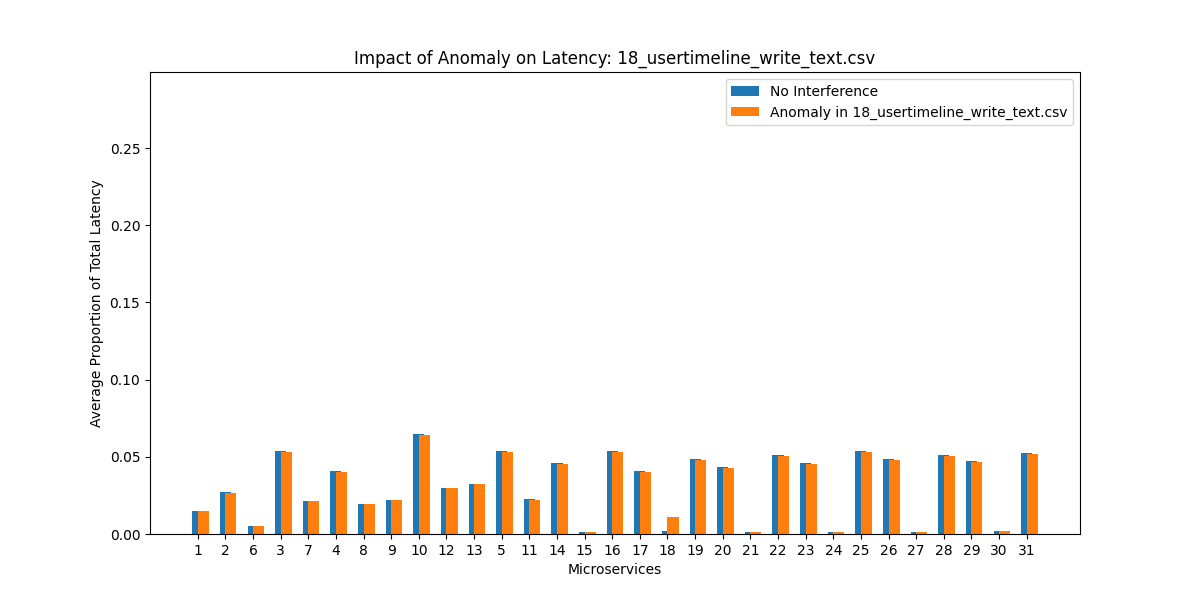 Impact of Anomaly on Latency: 18_usertimeline_write_text.csv
No Interference
Anomaly in 18_usertimeline_write_text.csv
Average Proportion of Total Latency
0.25
0.20
0.15
0.10
0.05
0.00
1 2 6 3 7 4 8 9 10 12 13 5 11 14 15 16 17 18 19 20 21 22 23 24 25 26 27 28 29 30 31
Microservices